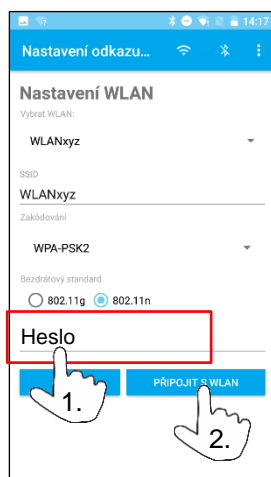 14:17
Nastavení odkazu...
Nastavení WLAN
Vybrat WLAN:
WLANxyz
SSID
WLANxyz
Zakódování
WPA-PSK2
Bezdrátový standard
802.11g 802.11n
Heslo
PŘIPOJIT S WLAN
1.
2.